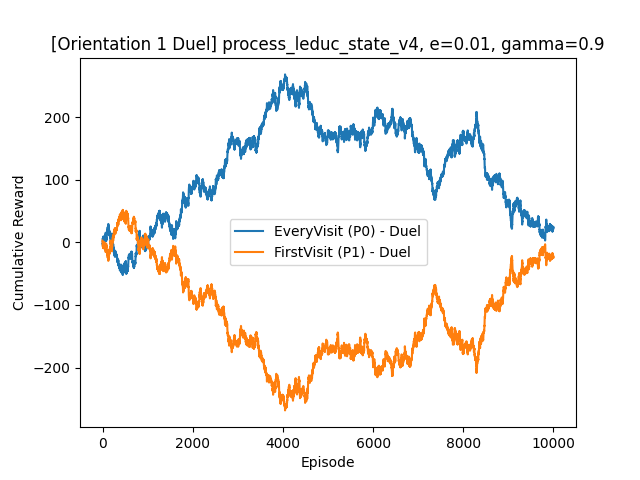 [Orientation 1 Duel] process_leduc_state_v4, e=0.01, gamma=0.9
Cumulative Reward
200
100
0
−100
−200
EveryVisit (P0) - Duel
FirstVisit (P1) - Duel
0 2000 4000 6000 8000 10000
Episode